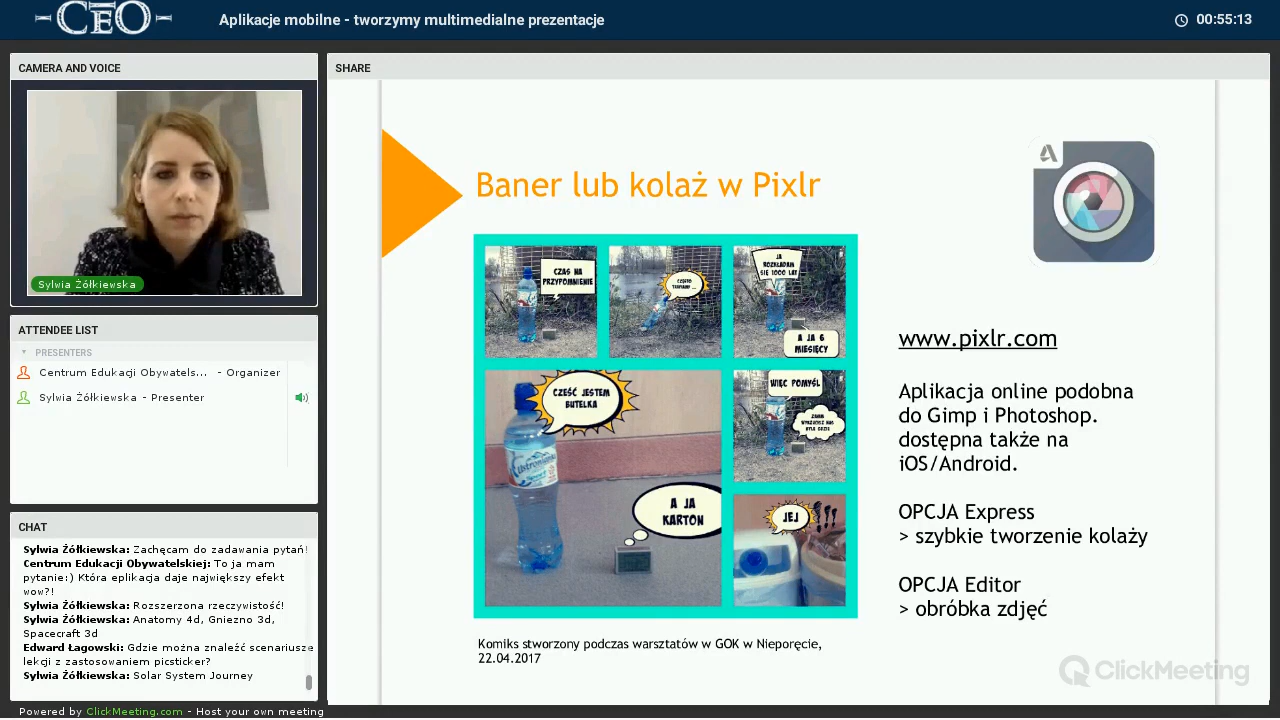 CEO
Aplikacje mobilne - tworzymy multimedialne prezentacje
00:55:13
CAMERA AND VOICE
Sylwia Żółkiewska
ATTENDEE LIST
PRESENTERS
Centrum Edukacji Obywatels... - Organizer
Sylwia Żółkiewska - Presenter
CHAT
Sylwia Żółkiewska: Zachęcam do zadawania pytań!
Centrum Edukacji Obywatelskiej: To ja mam
pytanie:) Która eplikacja daje największy efekt
wow?!
Sylwia Żółkiewska: Rozszerzona rzeczywistość!
Sylwia Żółkiewska: Anatomy 4d, Gniezno 3d,
Spacecraft 3d
Edward Łagowski: Gdzie można znaleźć scenariusze
lekcji z zastosowaniem picsticker?
Sylwia Żółkiewska: Solar System Journey
Powered by ClickMeeting.com - Host your own meeting
SHARE
Baner lub kolaż w Pixlr
CZAS NA
PRZYPOMNIENIE
CZĘSTO
JA
ROZKŁADAM
SIĘ 1000 LAT
A JA 6
MIESIĘCY
CZEŚĆ JESTEM
BUTELKA
A JA
KARTON
Ustronianka
WIĘC POMYŚL
ZANIM
WYRZUCISZ NAS
BYLE GDZIE
JEJ !!!
Komiks stworzony podczas warsztatów w GOK w Nieporęcie,
22.04.2017
www.pixlr.com
Aplikacja online podobna
do Gimp i Photoshop.
dostępna także na
iOS/Android.
OPCJA Express
> szybkie tworzenie kolaży
OPCJA Editor
> obróbka zdjęć
ClickMeeting